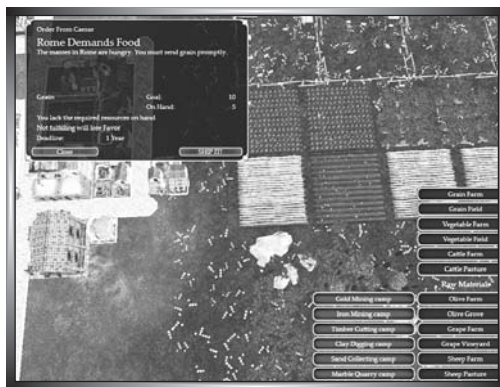 Order From Caesar
Rome Demands Food
The masses in Rome are hungry. You must send grain promptly.
Grain Goal: 10
On Hand: 5
You lack the required resources on hand
Not fulfilling will lose Favor
Deadline: 1 Year
Close SHIP IT!
Grain Farm
Grain Field
Vegetable Farm
Vegetable Field
Cattle Farm
Cattle Pasture
Raw Materials
Gold Mining camp Olive Farm
Iron Mining camp Olive Grove
Timber Cutting camp Grape Farm
Clay Digging camp Grape Vineyard
Sand Collecting camp Sheep Farm
Marble Quarry camp Sheep Pasture